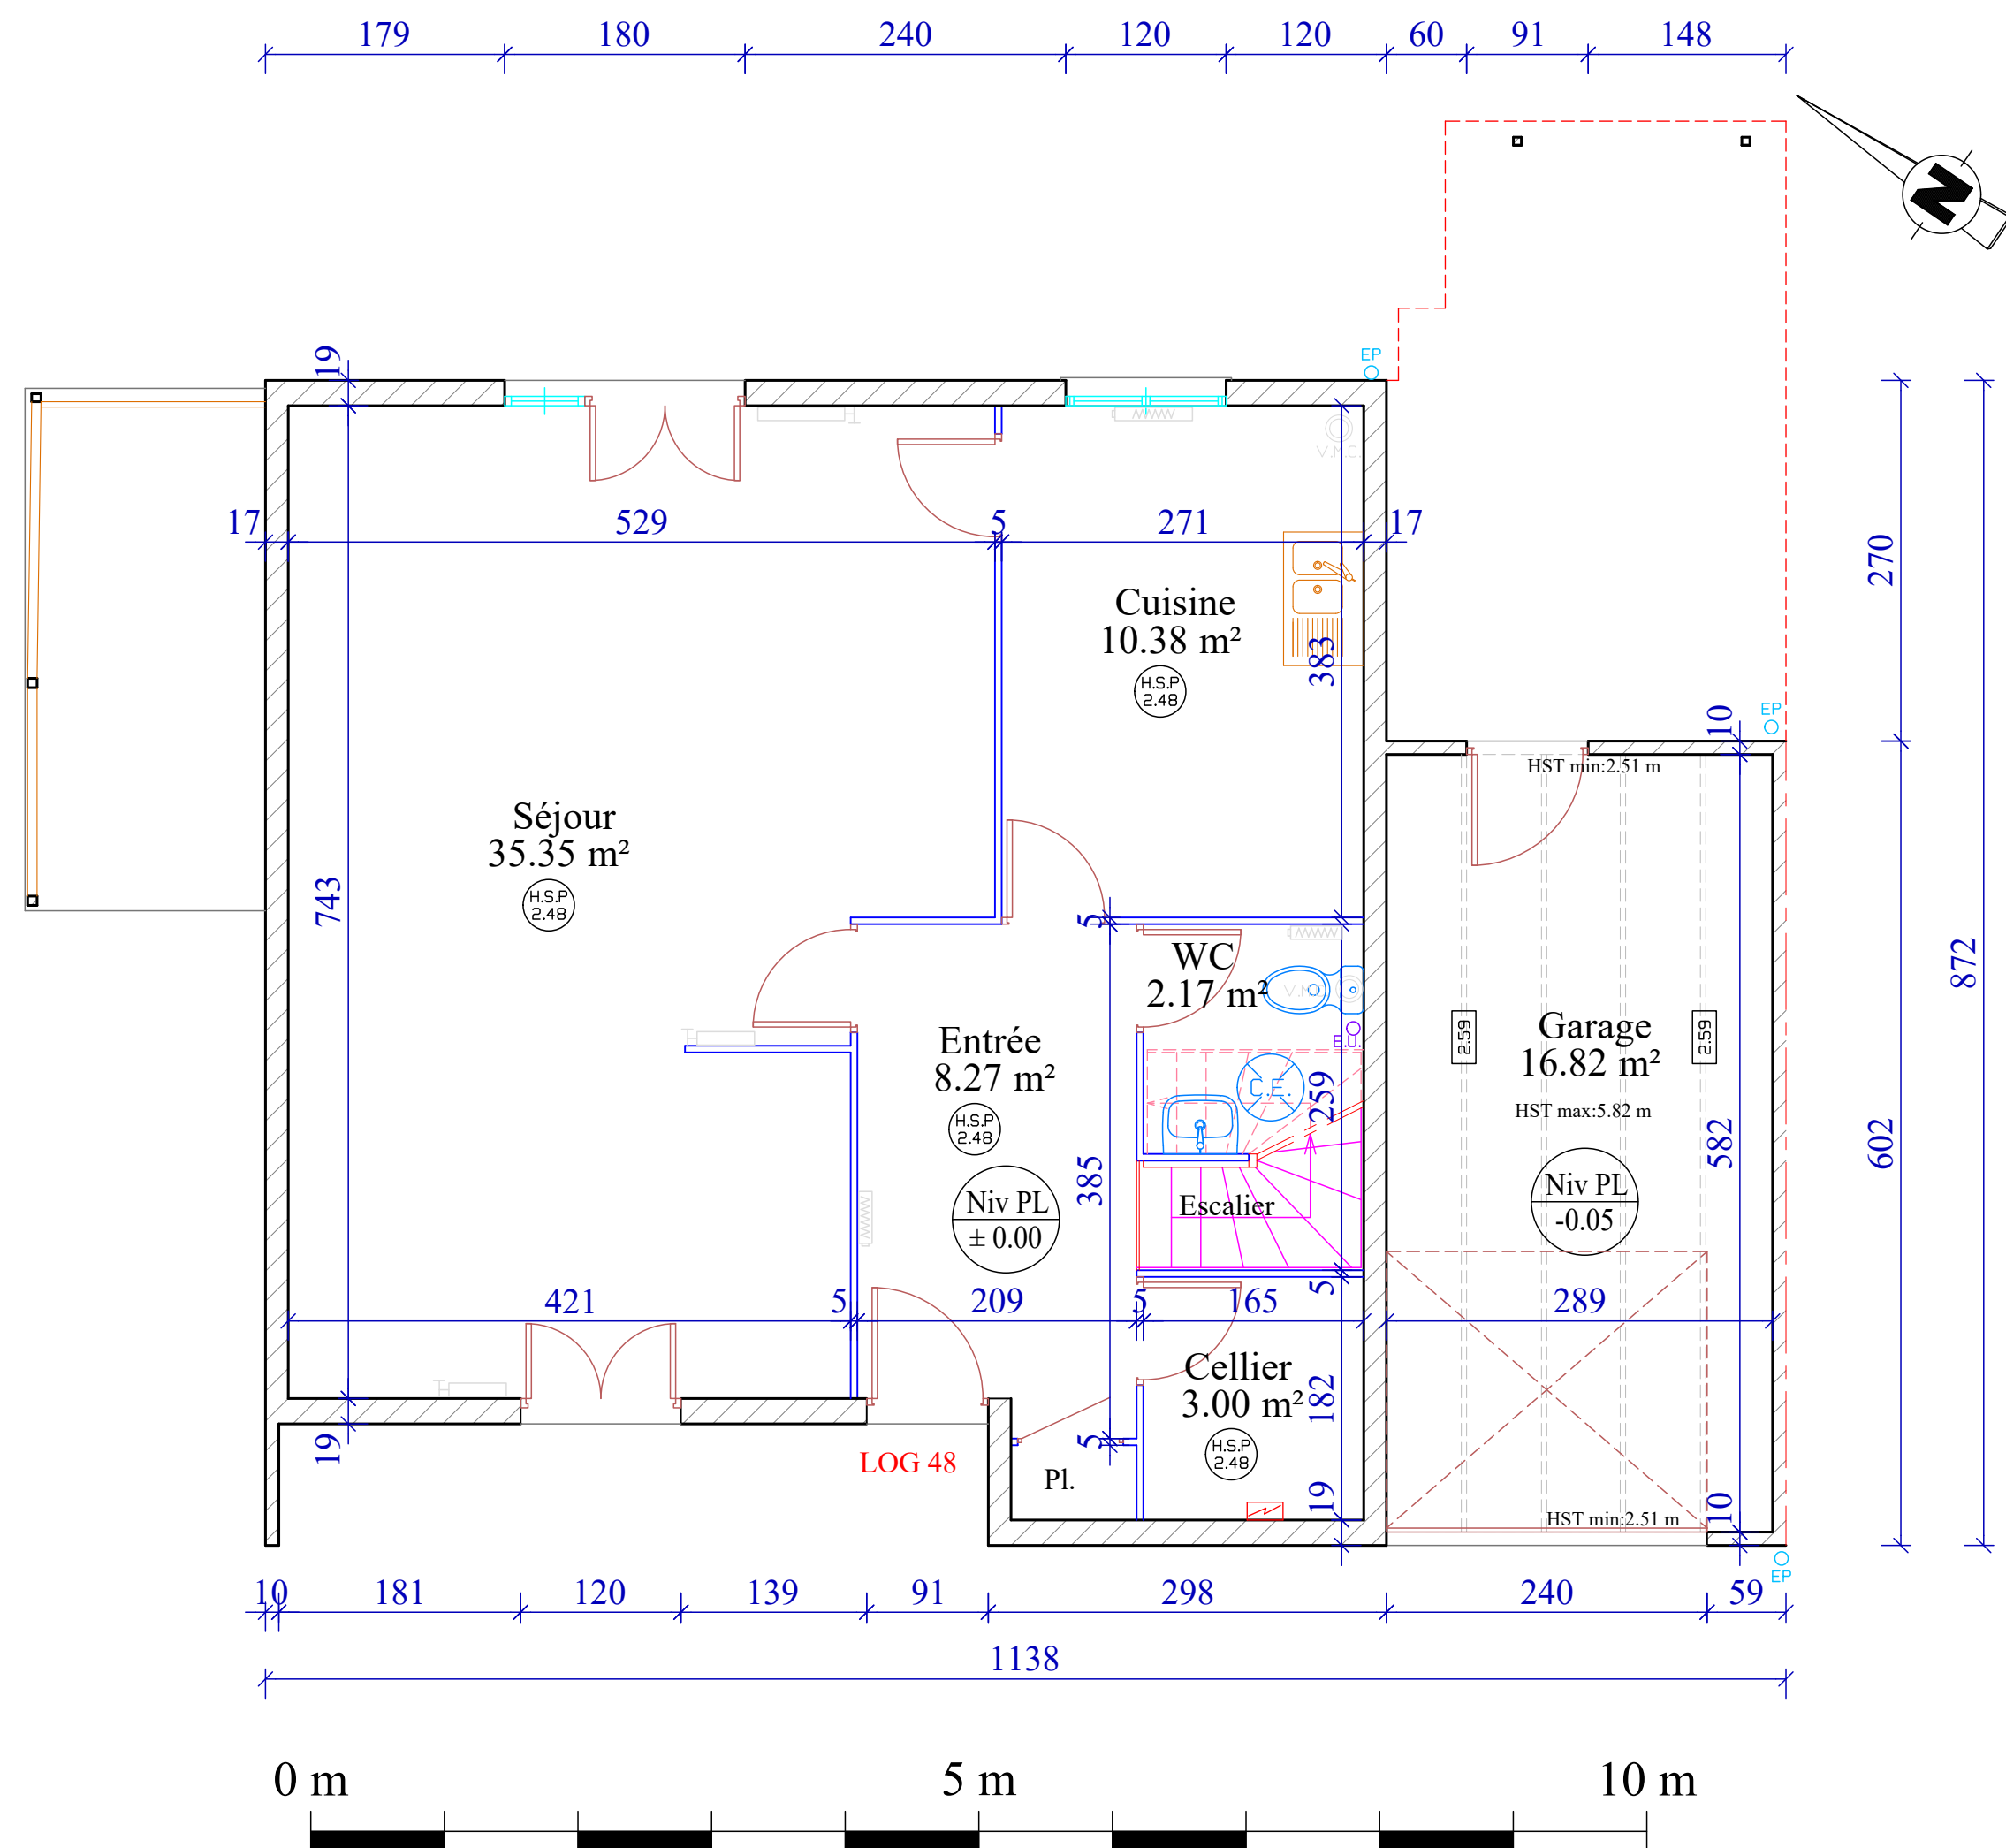 179 180 240 120 120 60 91 148
N
EP
19
17 529 5 271 17
V.M.C.
Cuisine
10.38 m²
H.S.P
2.48
383
270
EP
10
HST min:2.51 m
Séjour
35.35 m²
H.S.P
2.48
743
5
WC
2.17 m²
V.M.C
E.U.
872
Entrée
8.27 m²
H.S.P
2.48
C.E.
259
2.59
Garage
16.82 m²
2.59
HST max:5.82 m
582
602
385
Niv PL
± 0.00
Escalier
Niv PL
-0.05
421 5 209 5 165 289
5
Cellier
3.00 m²
H.S.P
2.48
182
19
5
LOG 48
Pl.
19
10
HST min:2.51 m
EP
10 181 120 139 91 298 240 59
1138
0 m 5 m 10 m